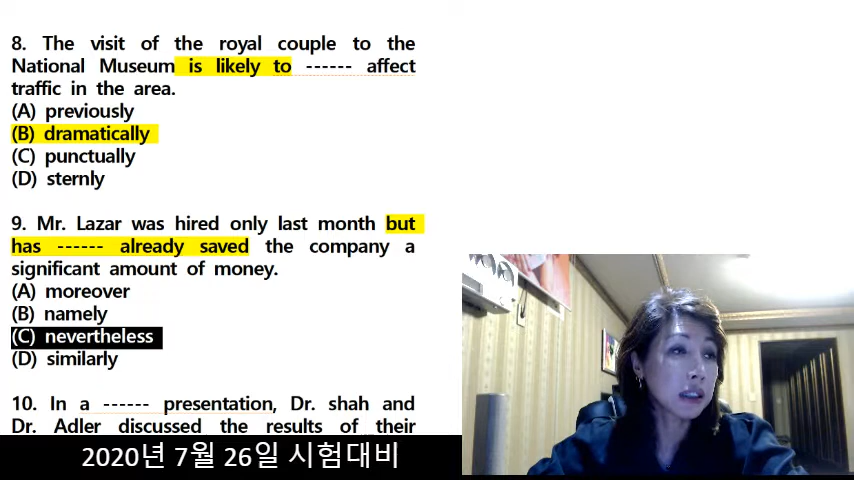 8. The visit of the royal couple to the
National Museum is likely to ------ affect
traffic in the area.
(A) previously
(B) dramatically
(C) punctually
(D) sternly
9. Mr. Lazar was hired only last month but
has ------ already saved the company a
significant amount of money.
(A) moreover
(B) namely
(C) nevertheless
(D) similarly
10. In a ------ presentation, Dr. shah and
Dr. Adler discussed the results of their
2020년 7월 26일 시험대비